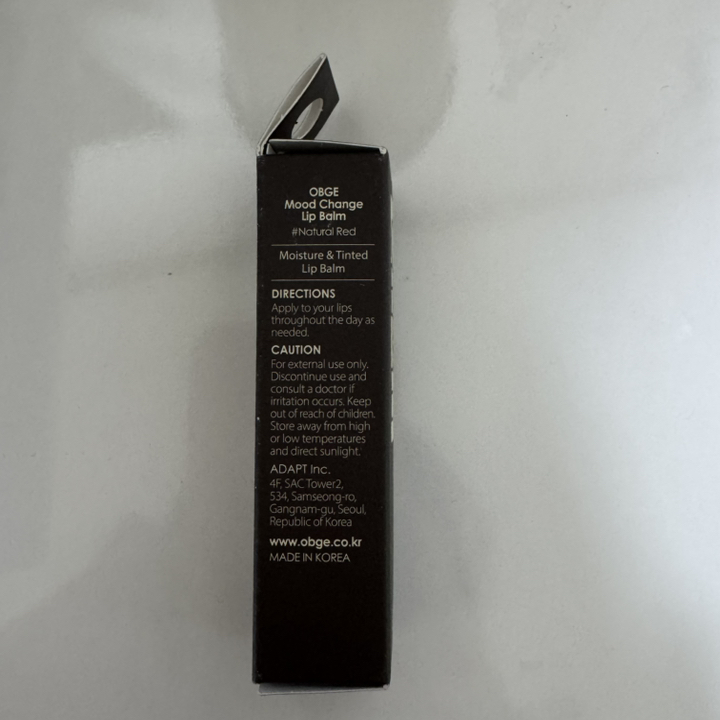 OBGE
Mood Change
Lip Balm
#Natural Red
Moisture & Tinted
Lip Balm
DIRECTIONS
Apply to your lips
throughout the day as
needed.
CAUTION
For external use only.
Discontinue use and
consult a doctor if
irritation occurs. Keep
out of reach of children.
Store away from high
or low temperatures
and direct sunlight.
ADAPT Inc.
4F, SAC Tower2,
534, Samseong-ro,
Gangnam-gu, Seoul,
Republic of Korea
www.obge.co.kr
MADE IN KOREA